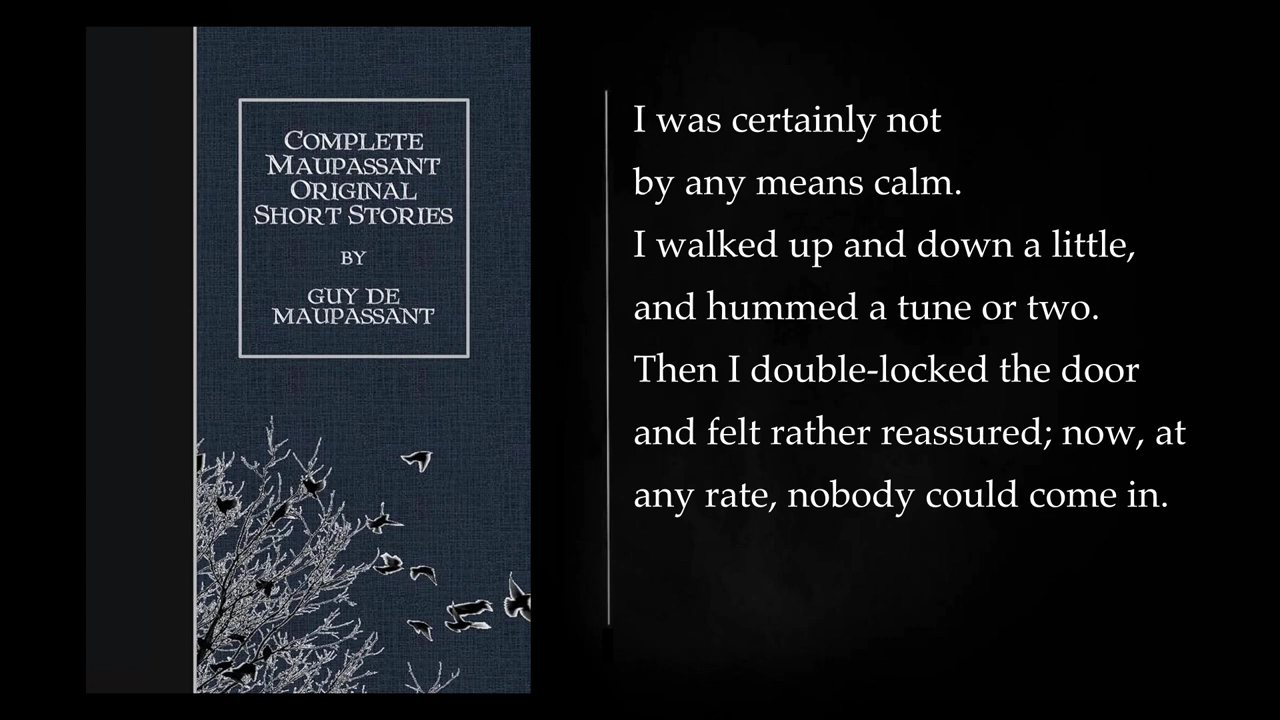 COMPLETE
MAUPASSANT
ORIGINAL
SHORT STORIES
BY
GUY DE
MAUPASSANT
I was certainly not
by any means calm.
I walked up and down a little,
and hummed a tune or two.
Then I double-locked the door
and felt rather reassured; now, at
any rate, nobody could come in.